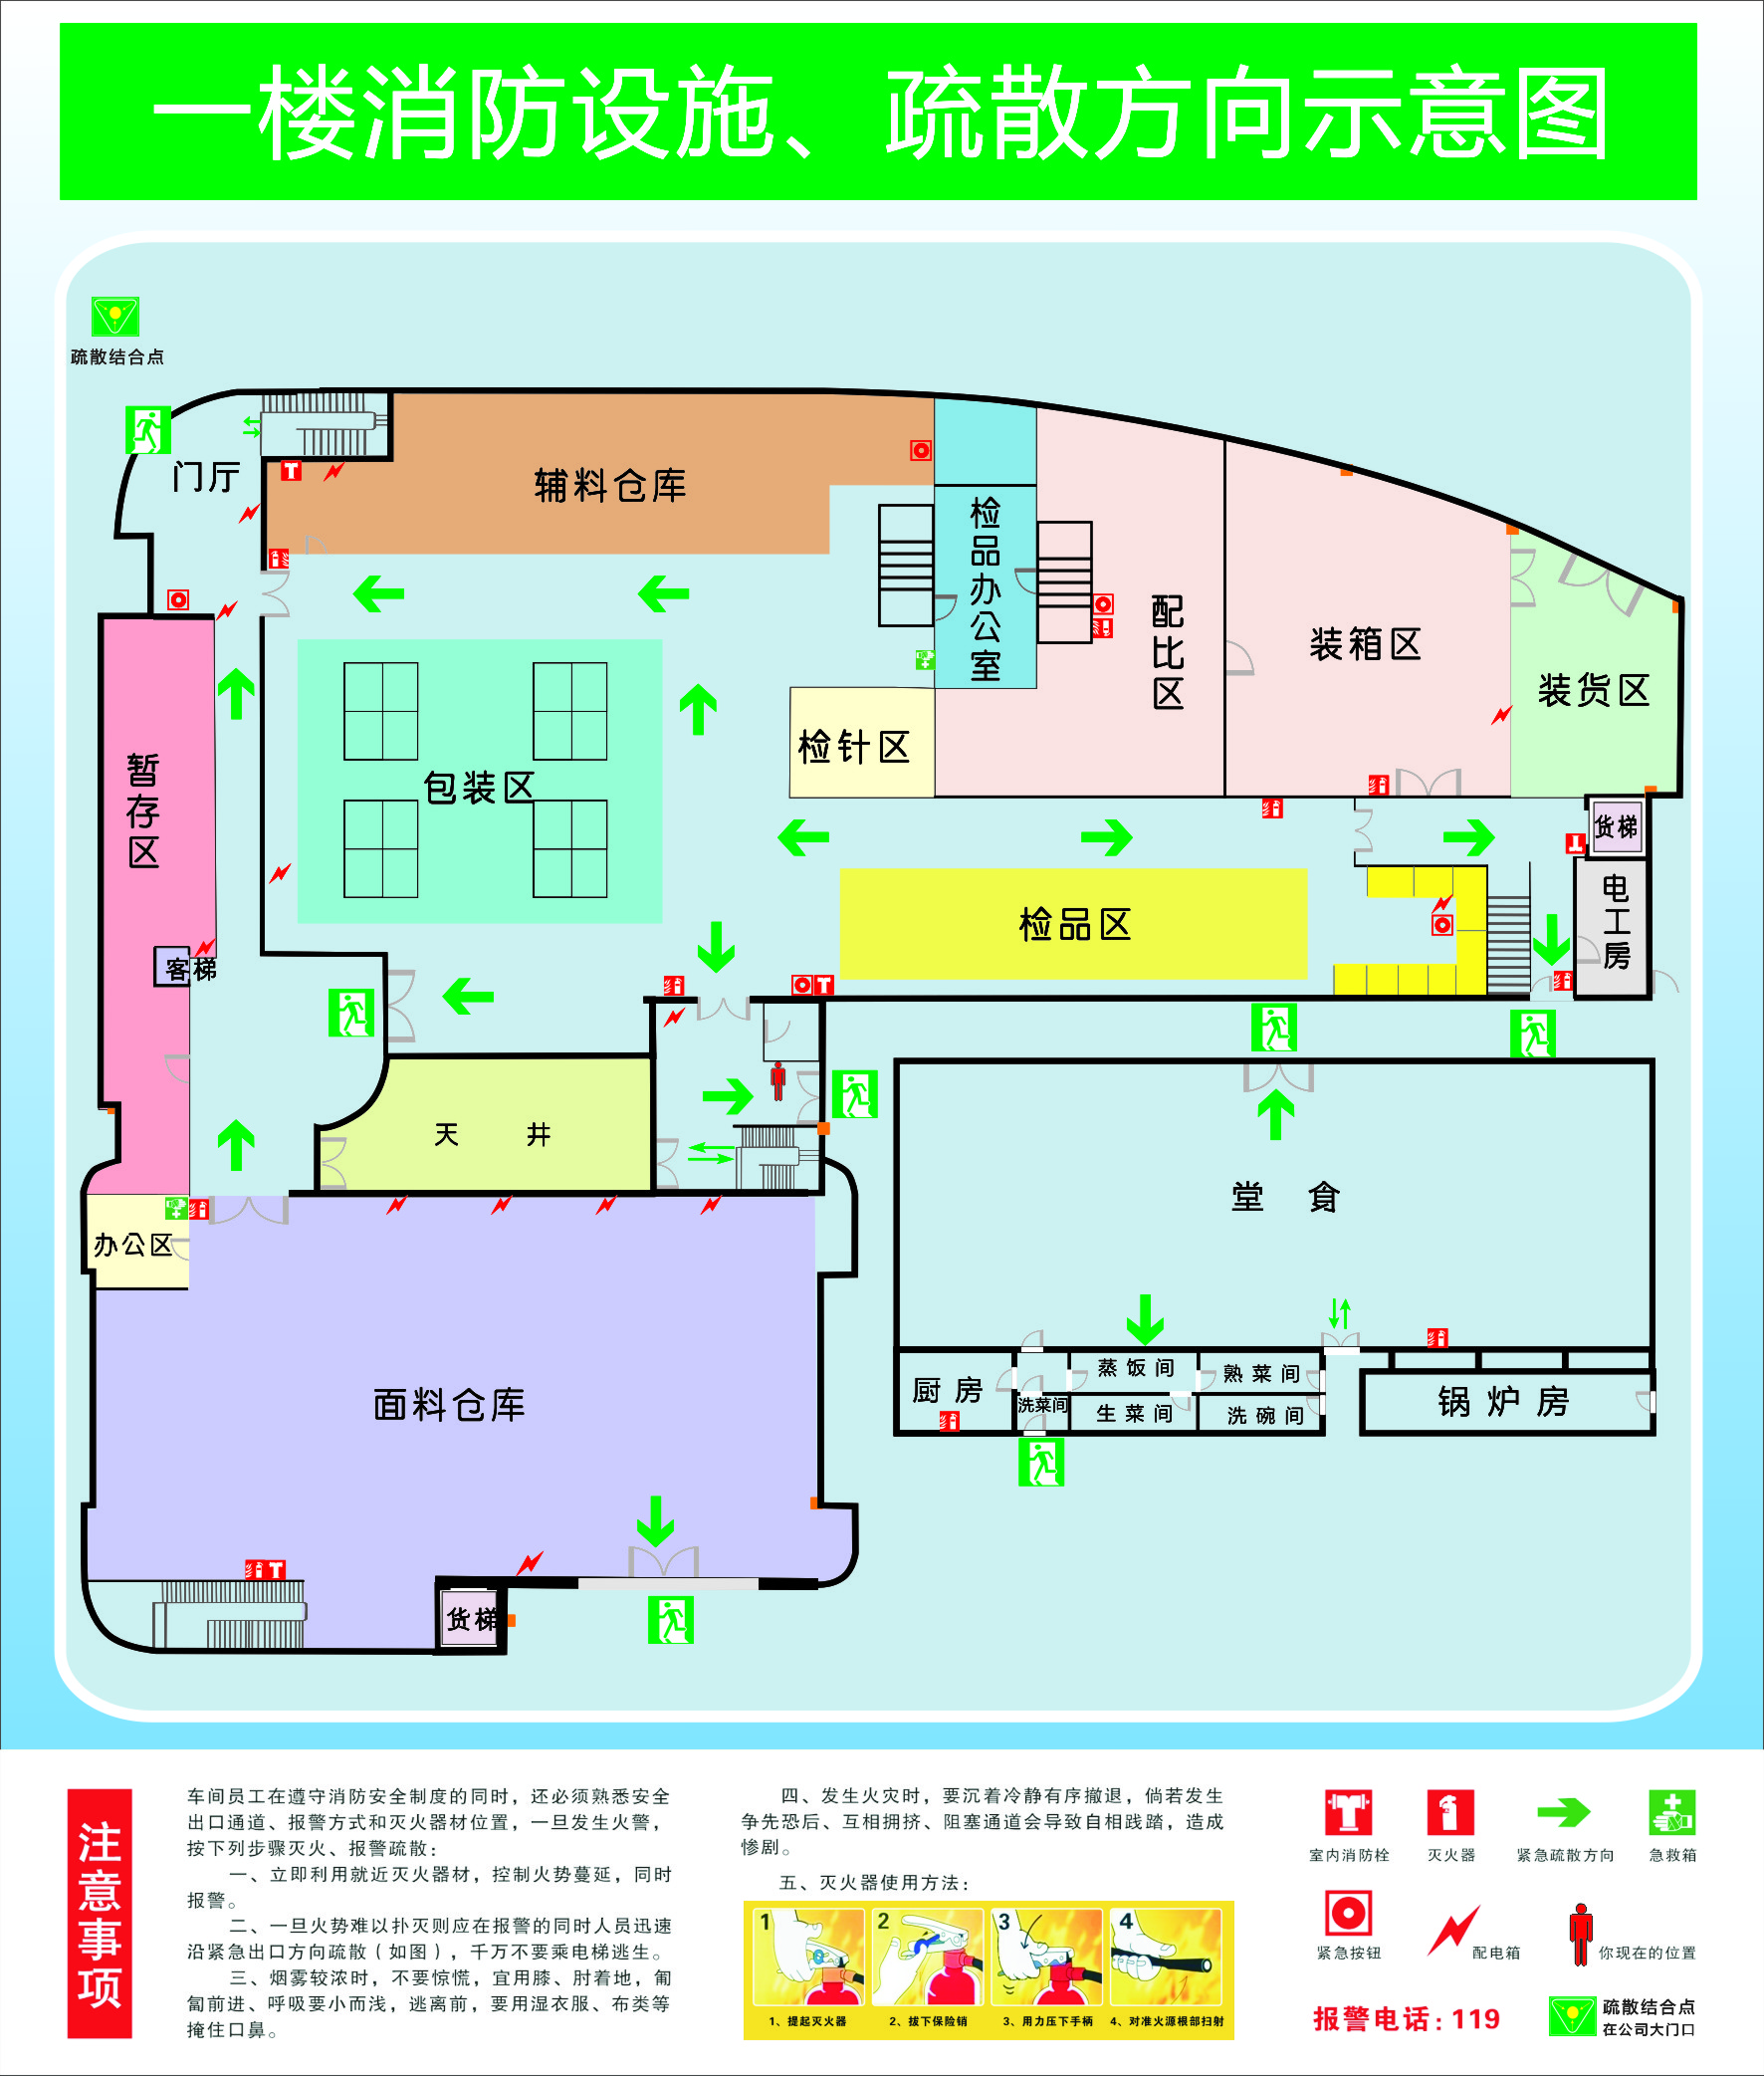 一楼消防设施、疏散方向示意图
疏散结合点
门厅
辅料仓库
检品办公室
配比区
装箱区
装货区
检针区
包装区
暂存区
货梯
电工房
检品区
客梯
天 井
堂 食
办公区
面料仓库
厨房
洗菜间
蒸饭间
熟菜间
生菜间
洗碗间
锅炉房
货梯
注意事项
车间员工在遵守消防安全制度的同时，还必须熟悉安全
出口通道、报警方式和灭火器材位置，一旦发生火警，
按下列步骤灭火、报警疏散：
一、立即利用就近灭火器材，控制火势蔓延，同时
报警。
二、一旦火势难以扑灭则应在报警的同时人员迅速
沿紧急出口方向疏散（如图），千万不要乘电梯逃生。
三、烟雾较浓时，不要惊慌，宜用膝、肘着地，匍
匐前进、呼吸要小而浅，逃离前，要用湿衣服、布类等
掩住口鼻。
四、发生火灾时，要沉着冷静有序撤退，倘若发生
争先恐后、互相拥挤、阻塞通道会导致自相践踏，造成
惨剧。
五、灭火器使用方法：
1 2 3 4
1、提起灭火器 2、拔下保险销 3、用力压下手柄 4、对准火源根部扫射
室内消防栓 灭火器 紧急疏散方向 急救箱
紧急按钮 配电箱 你现在的位置
报警电话：119
疏散结合点
在公司大门口